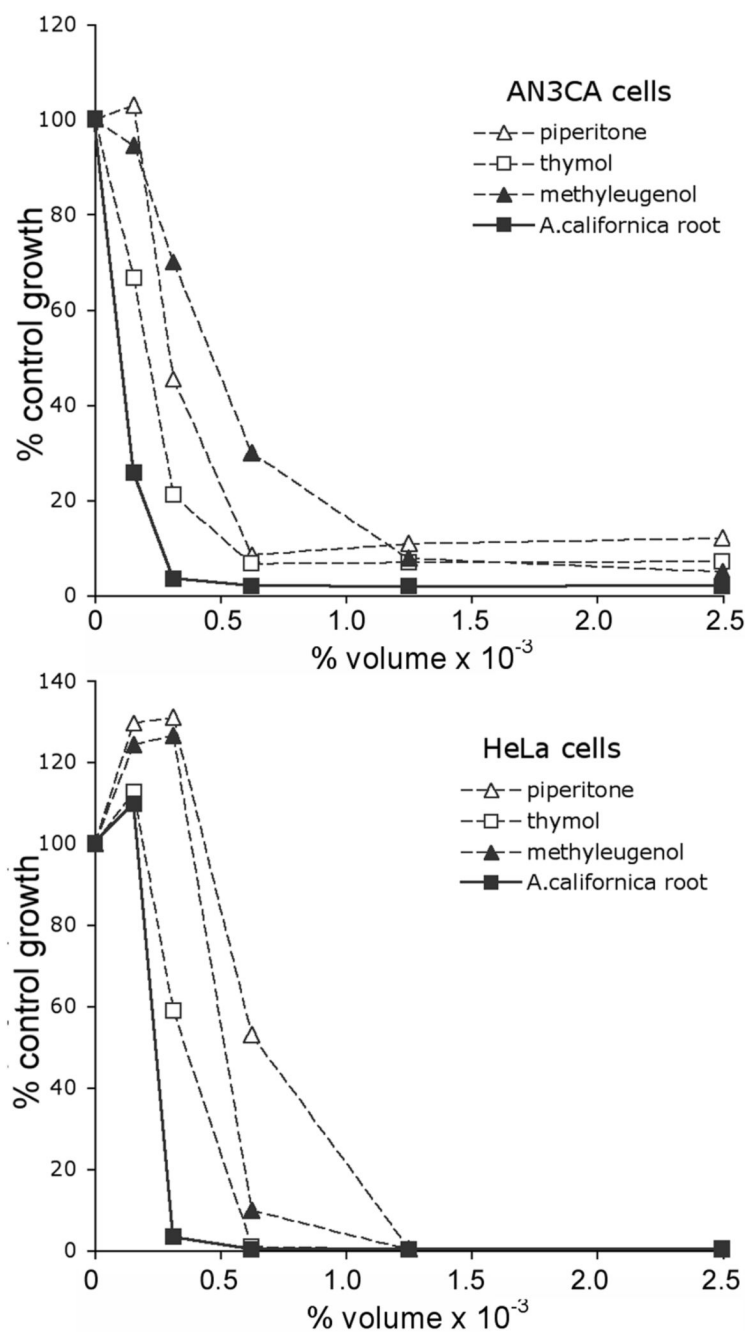 120
100
80
60
40
20
0
% control growth
AN3CA cells
piperitone
thymol
methyleugenol
A.californica root
0 0.5 1.0 1.5 2.0 2.5
% volume x 10⁻³
140
120
100
80
60
40
20
0
% control growth
HeLa cells
piperitone
thymol
methyleugenol
A.californica root
0 0.5 1.0 1.5 2.0 2.5
% volume x 10⁻³